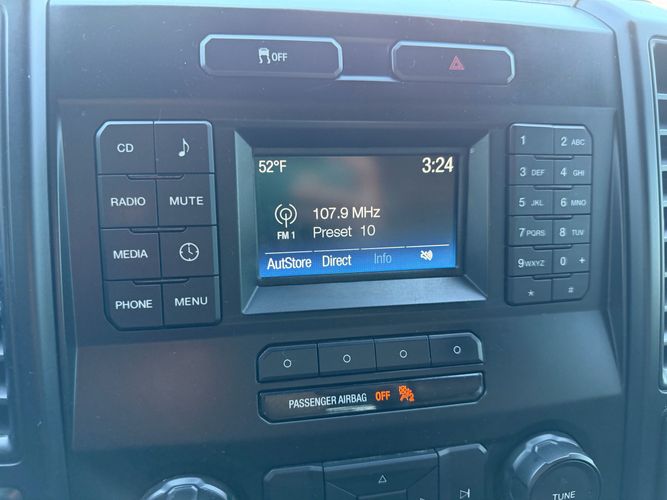 OFF
CD
RADIO MUTE
MEDIA
PHONE MENU
52°F 3:24
107.9 MHz
FM 1 Preset 10
AutoStore Direct Info
1 2 ABC
3 DEF 4 GHI
5 JKL 6 MNO
7 PQRS 8 TUV
9 WXYZ 0 +
* #
PASSENGER AIRBAG OFF 2
TUNE